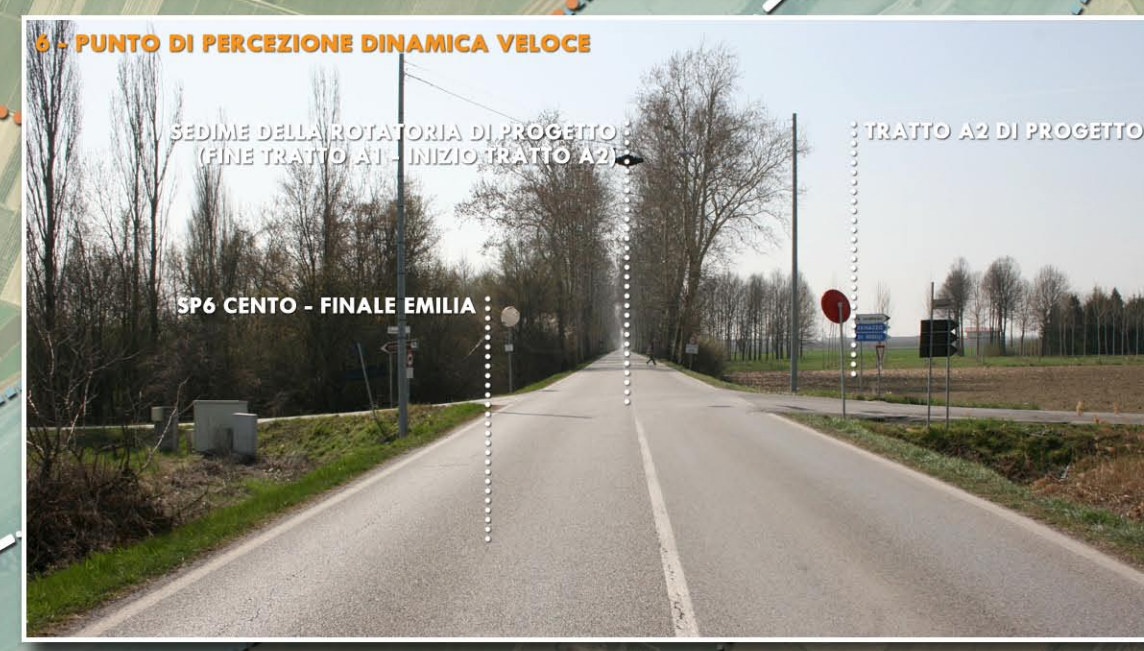 6 - PUNTO DI PERCEZIONE DINAMICA VELOCE
SEDIME DELLA ROTATORIA DI PROGETTO
(FINE TRATTO A1 - INIZIO TRATTO A2)
TRATTO A2 DI PROGETTO
SP6 CENTO - FINALE EMILIA
RENAZZO